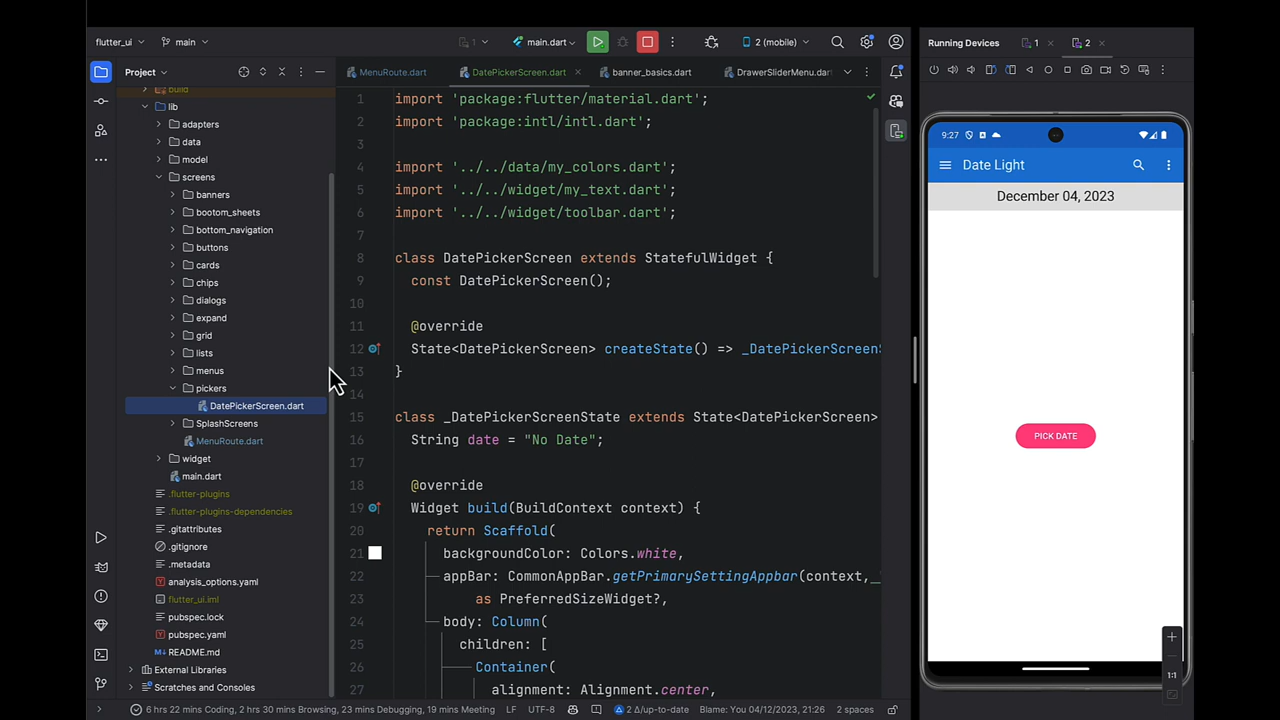 flutter_ui
main
1
main.dart
2 (mobile)
Running Devices
1
2
Project
MenuRoute.dart
DatePickerScreen.dart
banner_basics.dart
DrawerSliderMenu.dart
build
lib
adapters
data
model
screens
banners
bootom_sheets
bottom_navigation
buttons
cards
chips
dialogs
expand
grid
lists
menus
pickers
DatePickerScreen.dart
SplashScreens
MenuRoute.dart
widget
main.dart
.flutter-plugins
.flutter-plugins-dependencies
.gitattributes
.gitignore
.metadata
analysis_options.yaml
flutter_ui.iml
pubspec.lock
pubspec.yaml
README.md
External Libraries
Scratches and Consoles
1 import 'package:flutter/material.dart';
2 import 'package:intl/intl.dart';
3
4 import '../../data/my_colors.dart';
5 import '../../widget/my_text.dart';
6 import '../../widget/toolbar.dart';
7
8 class DatePickerScreen extends StatefulWidget {
9 const DatePickerScreen();
10
11 @override
12 State<DatePickerScreen> createState() => _DatePickerScreenS
13 }
14
15 class _DatePickerScreenState extends State<DatePickerScreen>
16 String date = "No Date";
17
18 @override
19 Widget build(BuildContext context) {
20 return Scaffold(
21 backgroundColor: Colors.white,
22 appBar: CommonAppBar.getPrimarySettingAppbar(context,_
23 as PreferredSizeWidget?,
24 body: Column(
25 children: [
26 Container(
27 alignment: Alignment.center,
9:27
Date Light
December 04, 2023
PICK DATE
1:1
6 hrs 22 mins Coding, 2 hrs 30 mins Browsing, 23 mins Debugging, 19 mins Meeting
LF
UTF-8
2 Δ/up-to-date
Blame: You 04/12/2023, 21:26
2 spaces